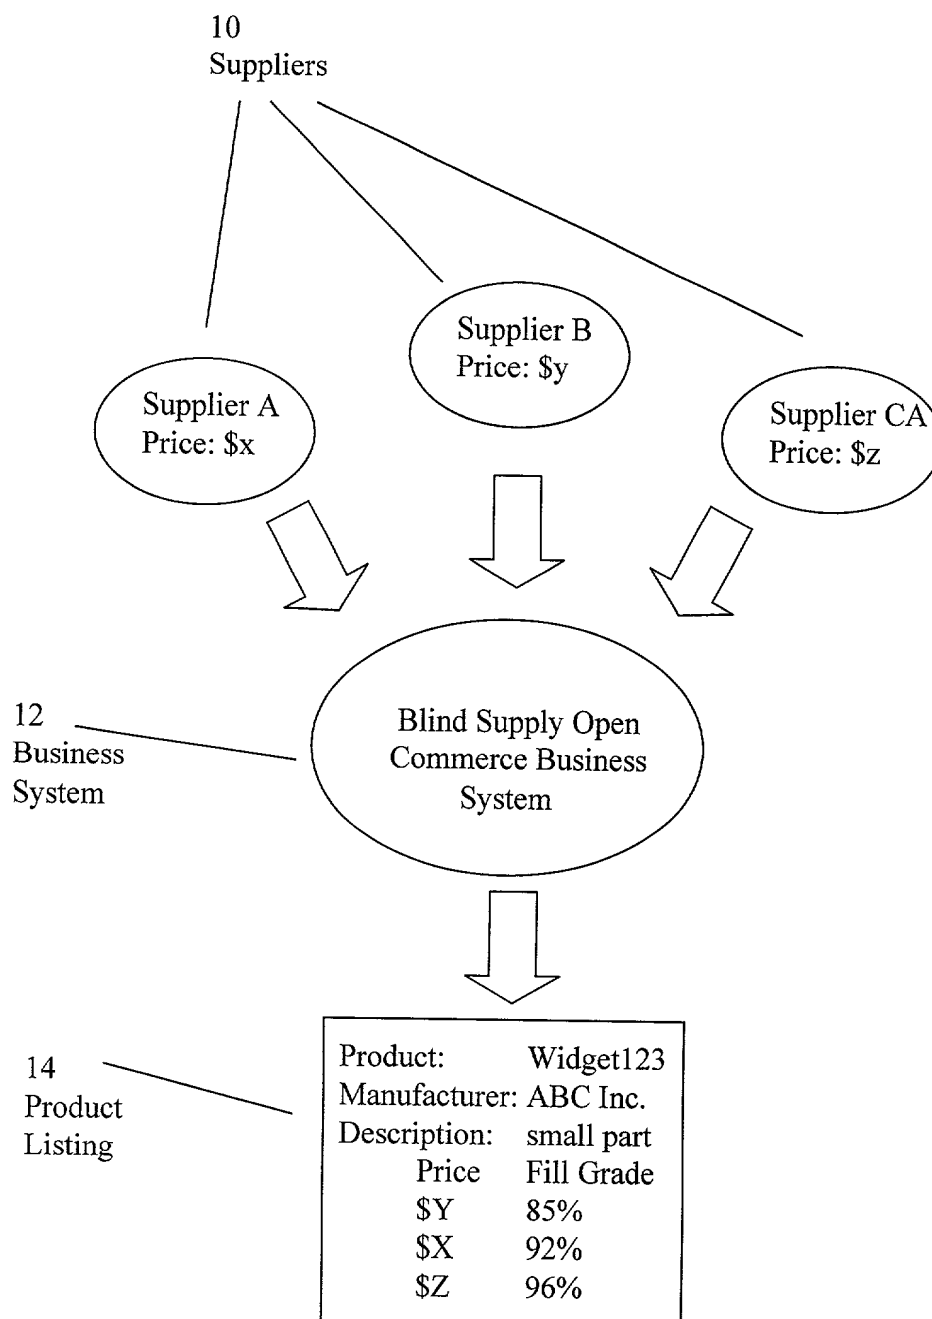 10
Suppliers
Supplier B
Price: $y
Supplier A
Price: $x
Supplier CA
Price: $z
Blind Supply Open
Commerce Business
System
12
Business
System
14
Product
Listing
Product: Widget123
Manufacturer: ABC Inc.
Description: small part
Price Fill Grade
$Y 85%
$X 92%
$Z 96%